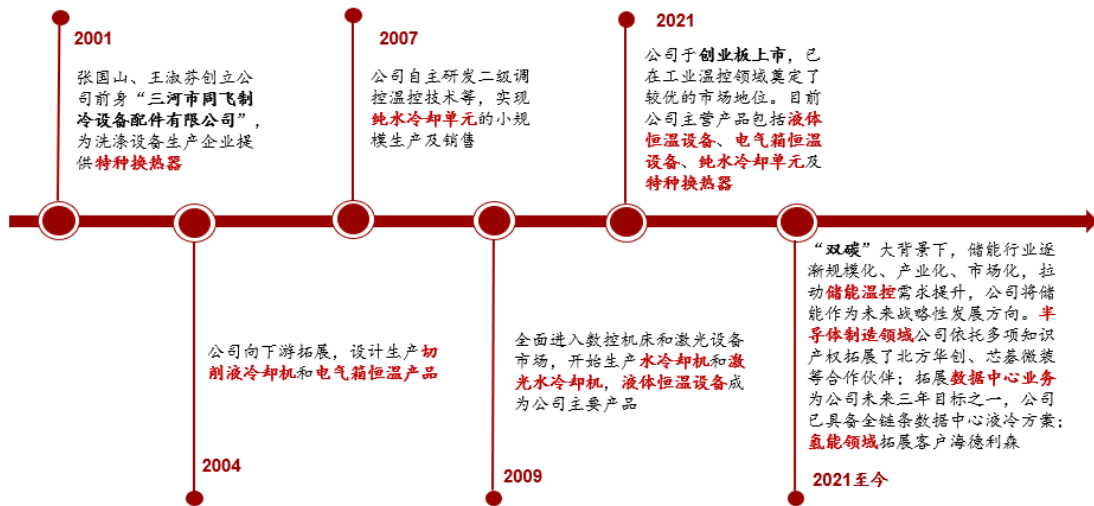 2001
张国山、王淑芬创立公
司前身“三河市同飞制
冷设备配件有限公司”，
为洗涤设备生产企业提
供特种换热器
2004
公司向下游拓展，设计生产切
削液冷却机和电气箱恒温产品
2007
公司自主研发二级调
控温控技术等，实现
纯水冷却单元的小规
模生产及销售
2009
全面进入数控机床和激光设备
市场，开始生产水冷却机和激
光水冷却机，液体恒温设备成
为公司主要产品
2021
公司于创业板上市，已
在工业温控领域奠定了
较优的市场地位。目前
公司主营产品包括液体
恒温设备、电气箱恒温
设备、纯水冷却单元及
特种换热器
“双碳”大背景下，储能行业逐
渐规模化、产业化、市场化，拉
动储能温控需求提升，公司将储
能作为未来战略性发展方向。半
导体制造领域公司依托多项知识
产权拓展了北方华创、芯碁微装
等合作伙伴；拓展数据中心业务
为公司未来三年目标之一，公司
已具备全链条数据中心液冷方案；
氢能领域拓展客户海德利森
2021至今